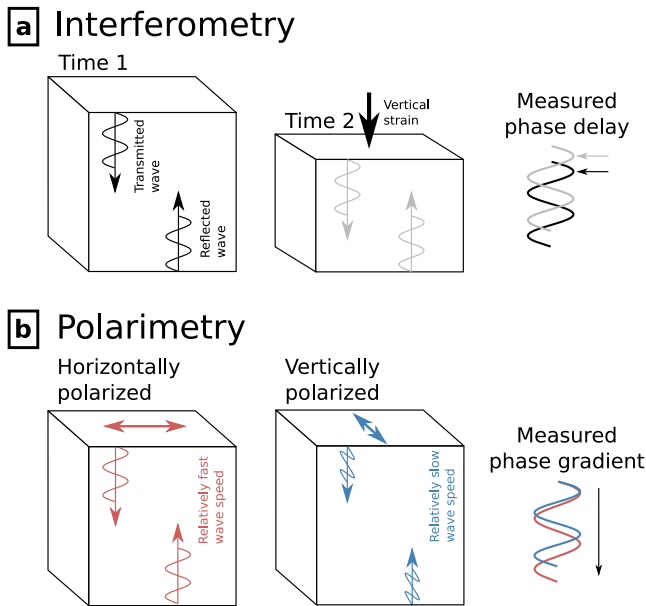 a Interferometry
Time 1
Transmitted
wave
Reflected
wave
Time 2
Vertical
strain
Measured
phase delay
b Polarimetry
Horizontally
polarized
Relatively fast
wave speed
Vertically
polarized
Relatively slow
wave speed
Measured
phase gradient